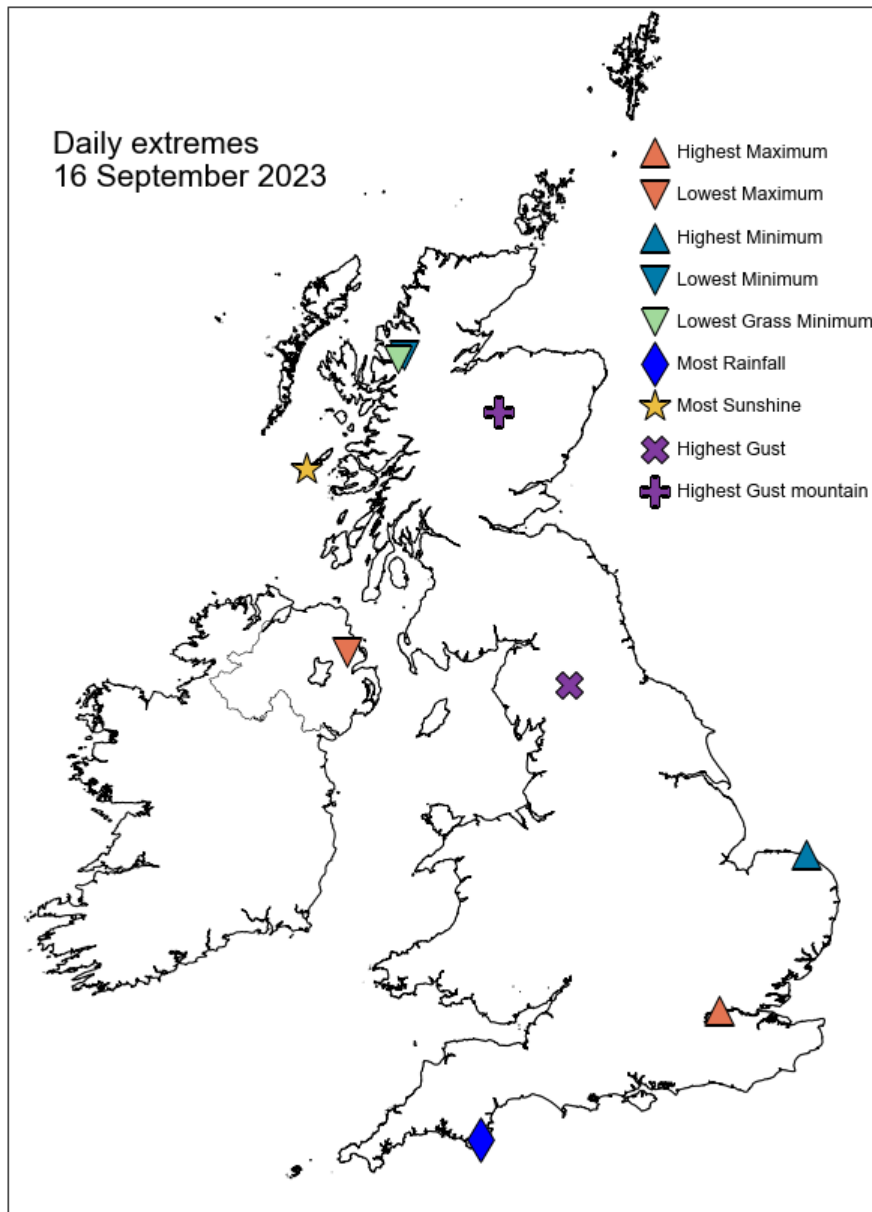 Daily extremes
16 September 2023
Highest Maximum
Lowest Maximum
Highest Minimum
Lowest Minimum
Lowest Grass Minimum
Most Rainfall
Most Sunshine
Highest Gust
Highest Gust mountain